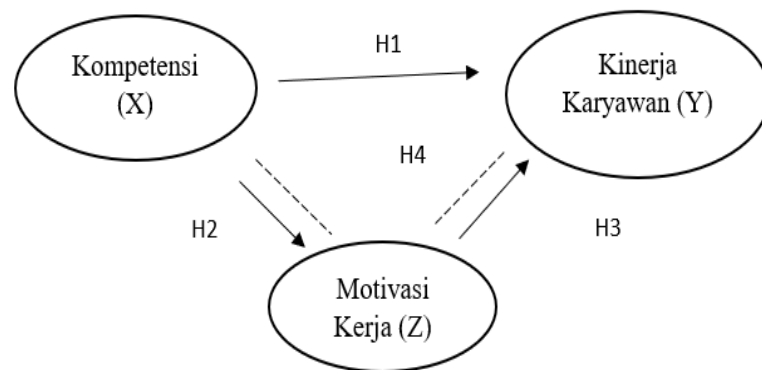 Kompetensi
(X)
H1
Kinerja
Karyawan (Y)
H4
H2
H3
Motivasi
Kerja (Z)